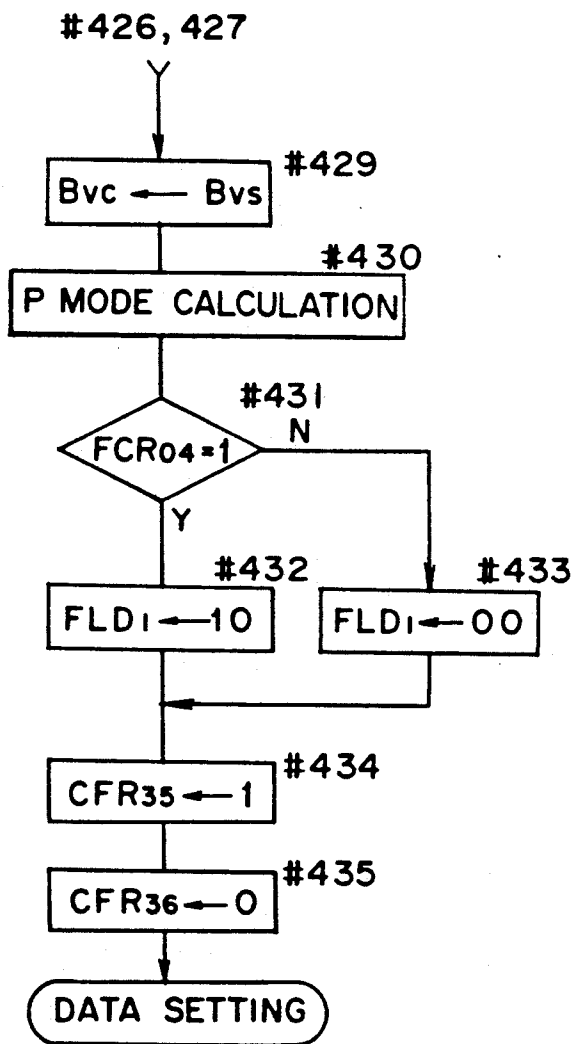 #426, 427
#429
Bvc ← Bvs
#430
P MODE CALCULATION
#431
FCR04=1
N
Y
#432
FLD1 ← 10
#433
FLD1 ← 00
#434
CFR35 ← 1
#435
CFR36 ← 0
DATA SETTING